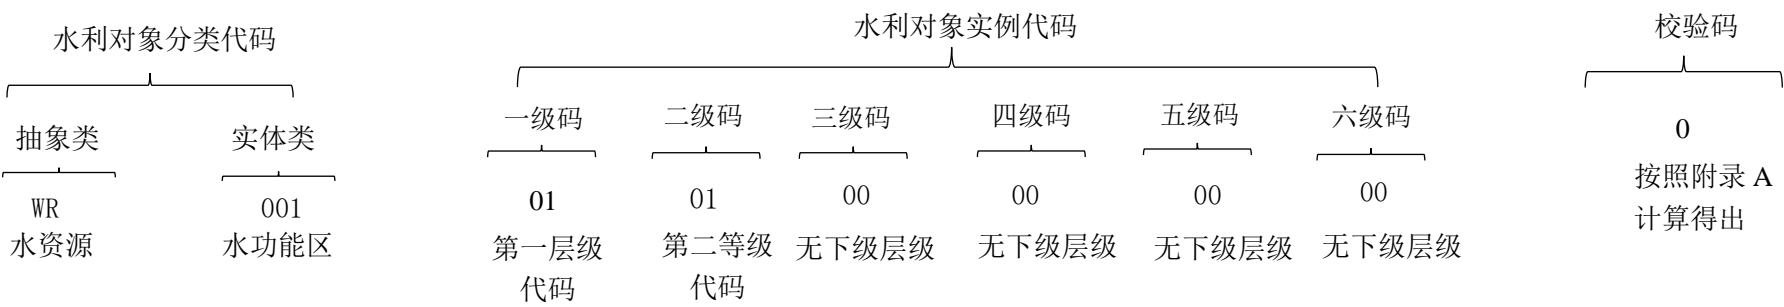 水利对象分类代码
水利对象实例代码
校验码
抽象类
实体类
一级码
二级码
三级码
四级码
五级码
六级码
0
按照附录 A
计算得出
WR
水资源
001
水功能区
01
第一层级
代码
01
第二等级
代码
00
无下级层级
00
无下级层级
00
无下级层级
00
无下级层级